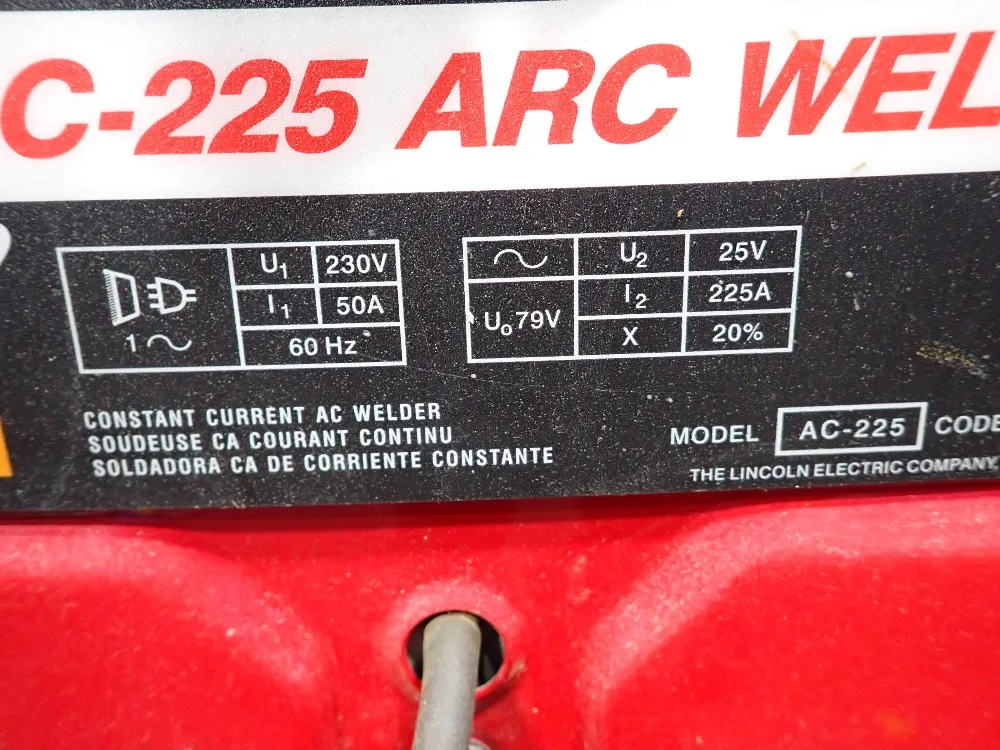 C-225 ARC WEL
U1 230V
I1 50A
1
60 Hz
U2 25V
Uo 79V
I2 225A
X 20%
CONSTANT CURRENT AC WELDER
SOUDEUSE CA COURANT CONTINU
SOLDADORA CA DE CORRIENTE CONSTANTE
MODEL AC-225 CODE
THE LINCOLN ELECTRIC COMPANY